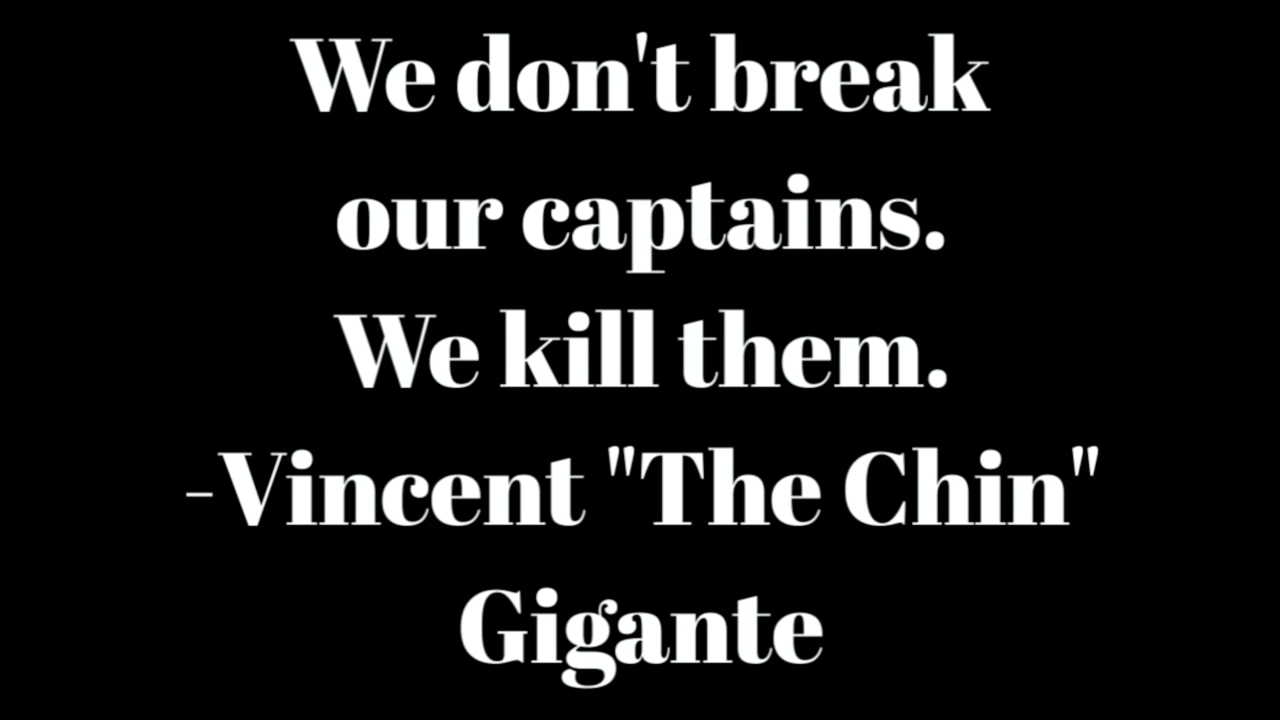 We don't break
our captains.
We kill them.
-Vincent "The Chin"
Gigante